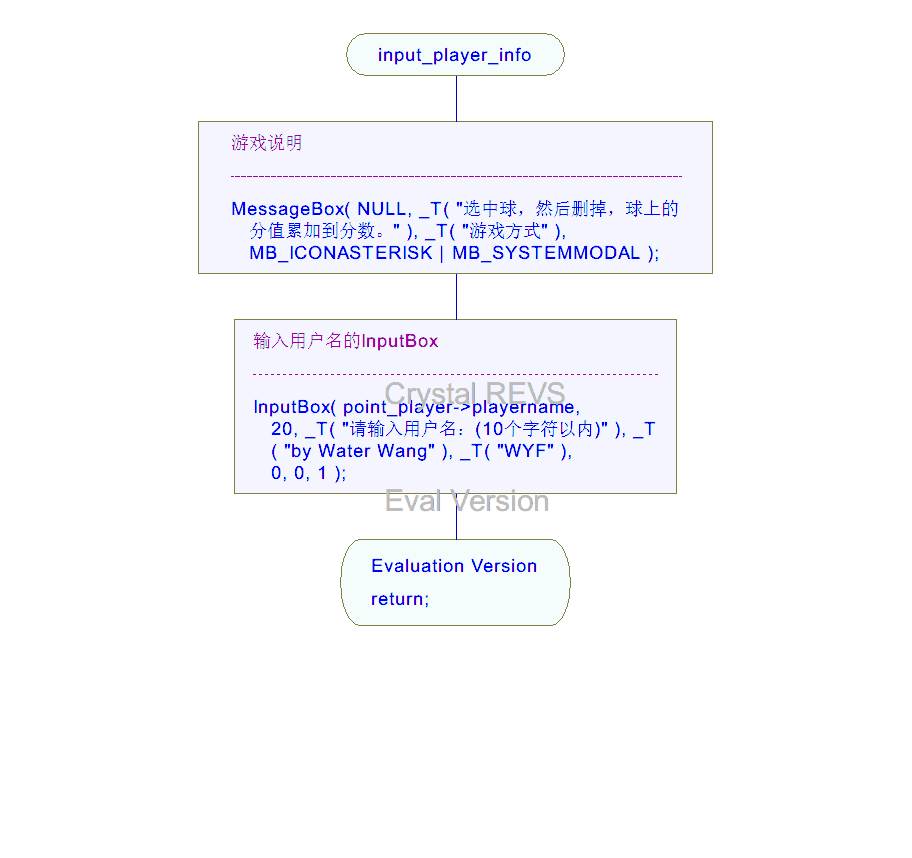 input_player_info
游戏说明
MessageBox( NULL, _T( "选中球，然后删掉，球上的
分值累加到分数。" ), _T( "游戏方式" ),
MB_ICONASTERISK | MB_SYSTEMMODAL );
输入用户名的InputBox
Crystal REVS
InputBox( point_player->playername,
20, _T( "请输入用户名：(10个字符以内)" ), _T
( "by Water Wang" ), _T( "WYF" ),
0, 0, 1 );
Eval Version
Evaluation Version
return;